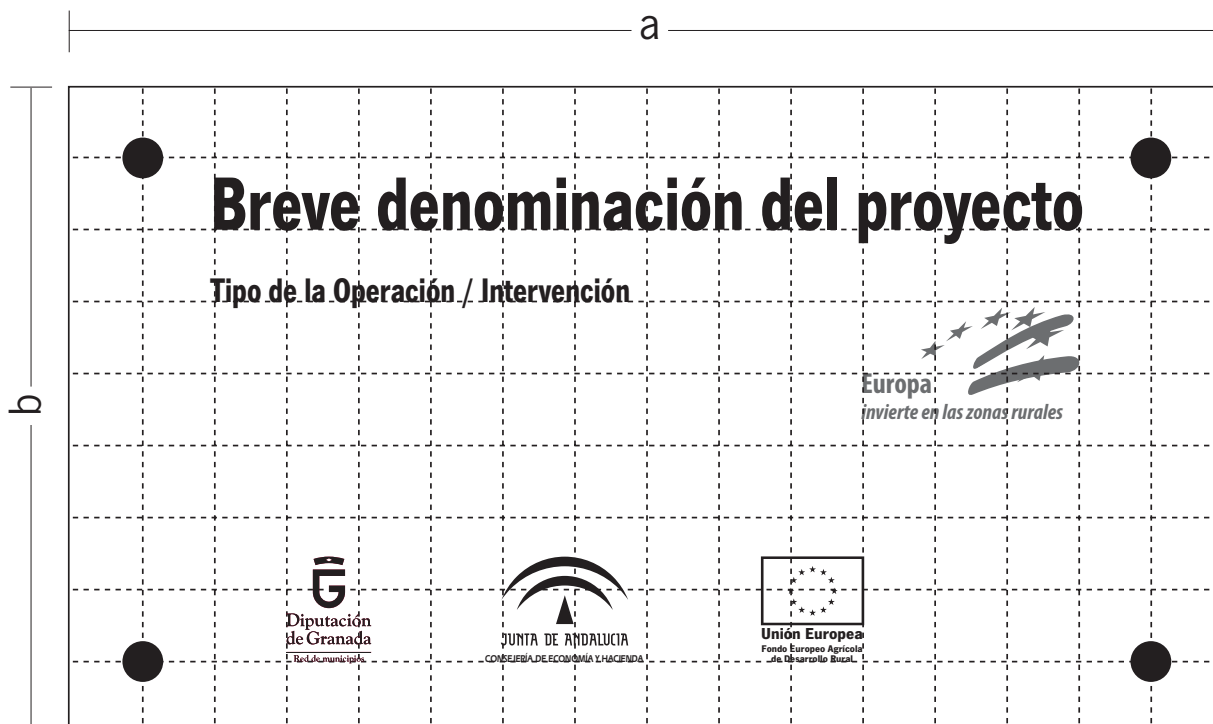 a
b
Breve denominación del proyecto
Tipo de la Operación / Intervención
Europa
invierte en las zonas rurales
Diputación
de Granada
Red de municipios
JUNTA DE ANDALUCIA
CONSEJERÍA DE ECONOMÍA Y HACIENDA
Unión Europea
Fondo Europeo Agrícola
de Desarrollo Rural